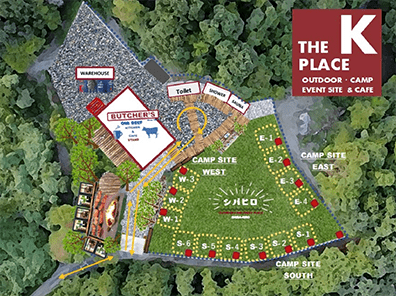 THE K
PLACE
OUTDOOR · CAMP
EVENT SITE & CAFE
WAREHOUSE
Toilet
SHOWER
SAUNA
BUTCHER'S
CAMP SITE
WEST
W-3
W-2
W-1
シバヒロ
E-1
E-2
E-3
E-4
CAMP SITE
EAST
S-6
S-5
S-4
S-3
S-2
S-1
CAMP SITE
SOUTH